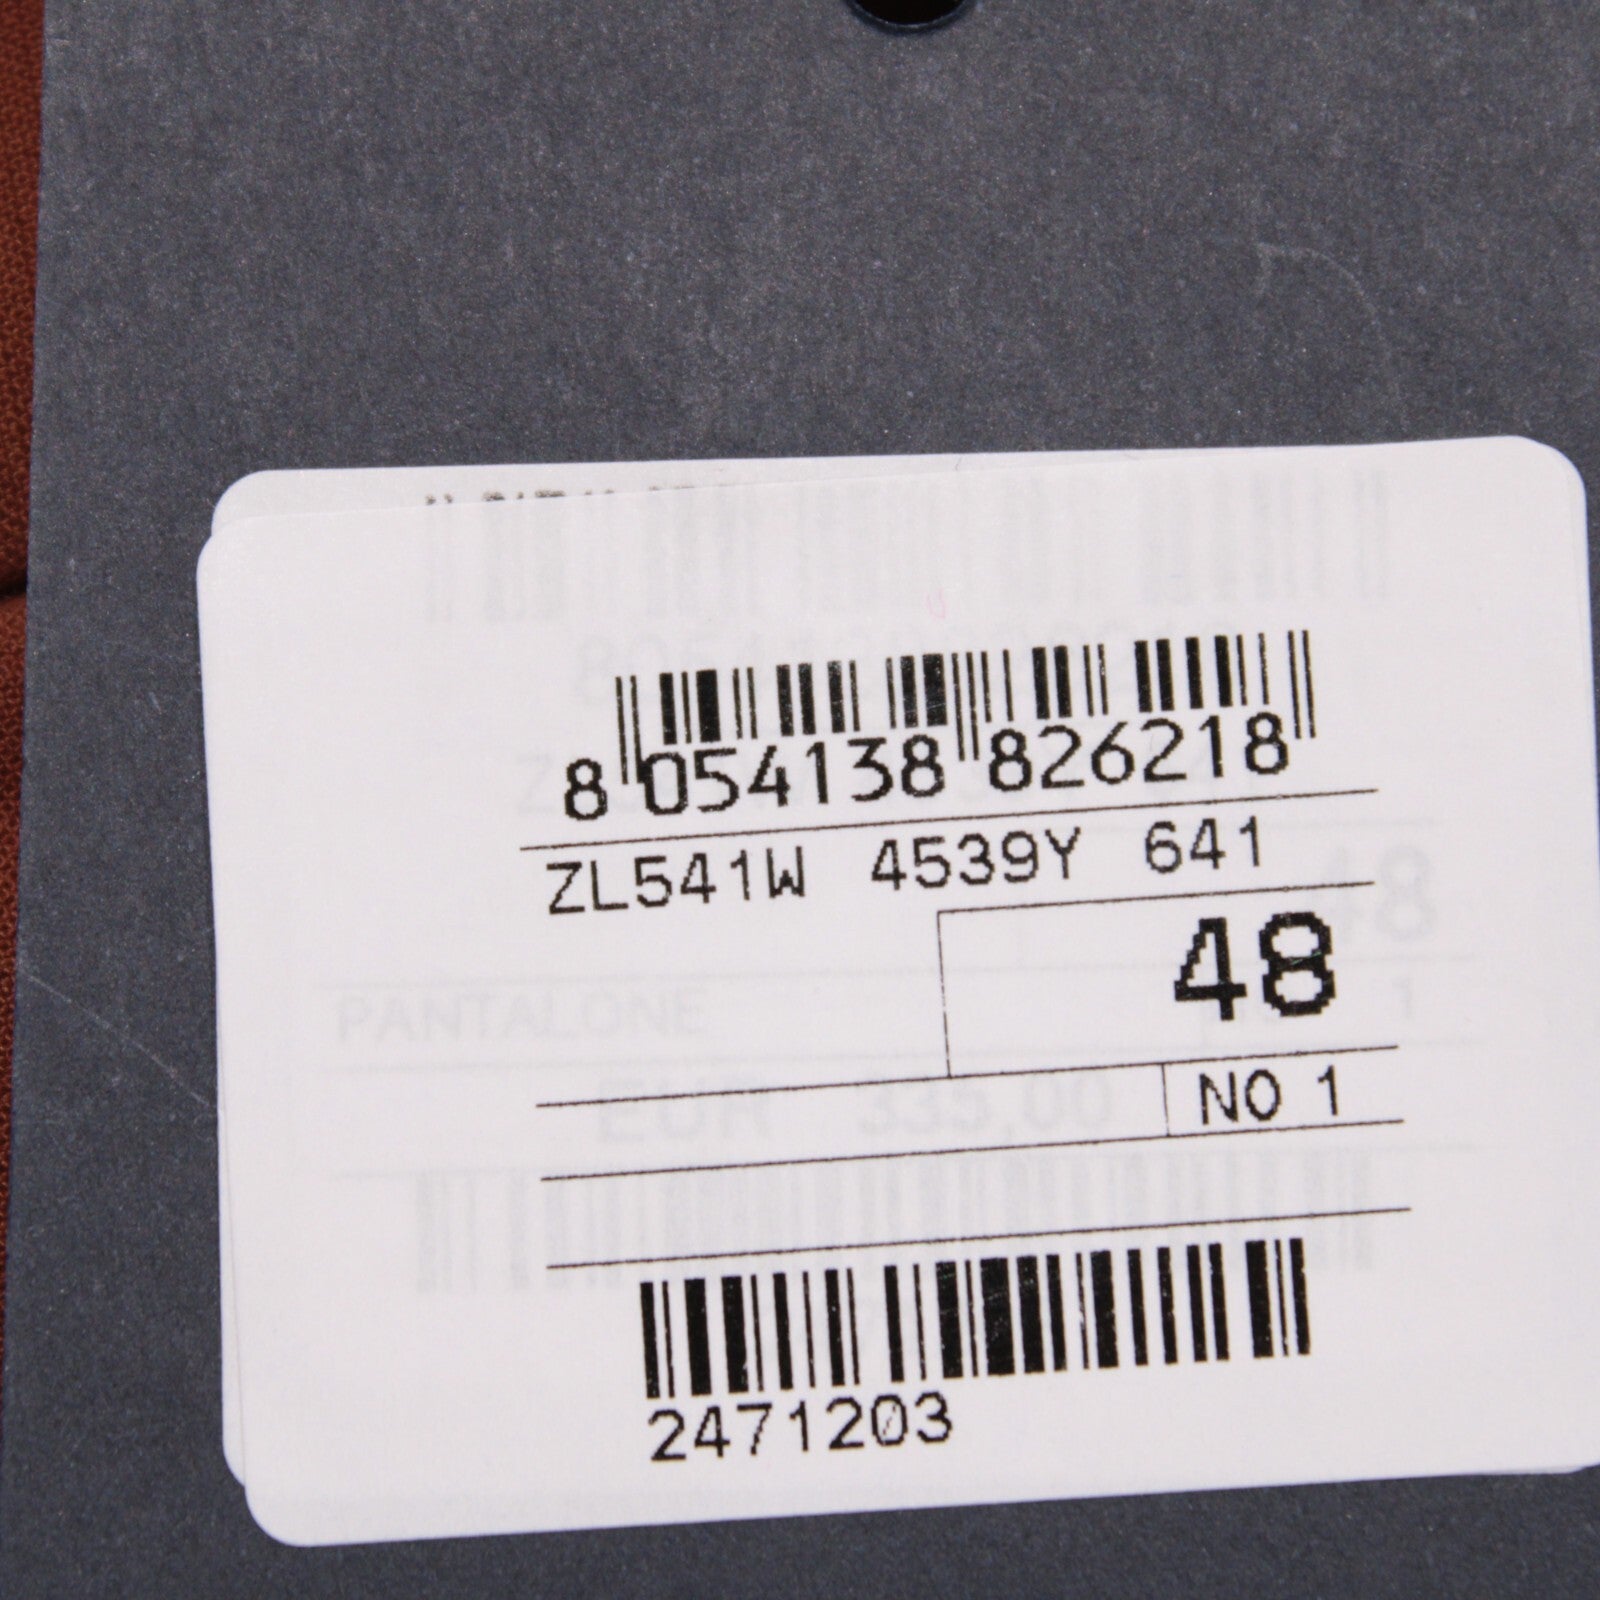 8 054138 826218
ZL541W 4539Y 641
48
PANTALONE
NO 1
EUR 335,00
2471203